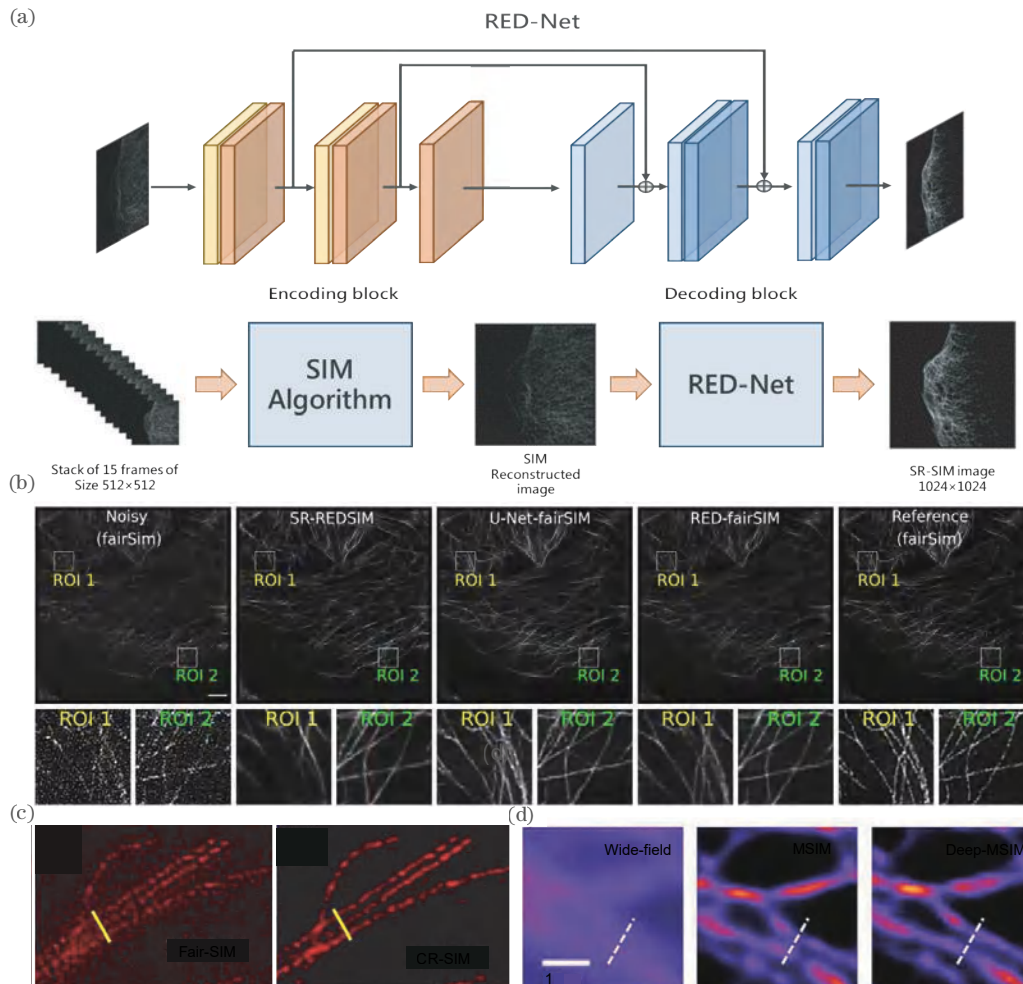 (a)
RED-Net
Encoding block
Decoding block
SIM
Algorithm
RED-Net
Stack of 15 frames of
Size 512×512
SIM
Reconstructed
image
SR-SIM image
1024×1024
(b)
Noisy
(fairSim)
SR-REDSIM
U-Net-fairSIM
RED-fairSIM
Reference
(fairSim)
ROI 1
ROI 1
ROI 1
ROI 1
ROI 1
ROI 2
ROI 2
ROI 2
ROI 2
ROI 2
ROI 1
ROI 2
ROI 1
ROI 2
ROI 1
ROI 2
ROI 1
ROI 2
ROI 1
ROI 2
(c)
Fair-SIM
CR-SIM
(d)
Wide-field
MSIM
Deep-MSIM
1